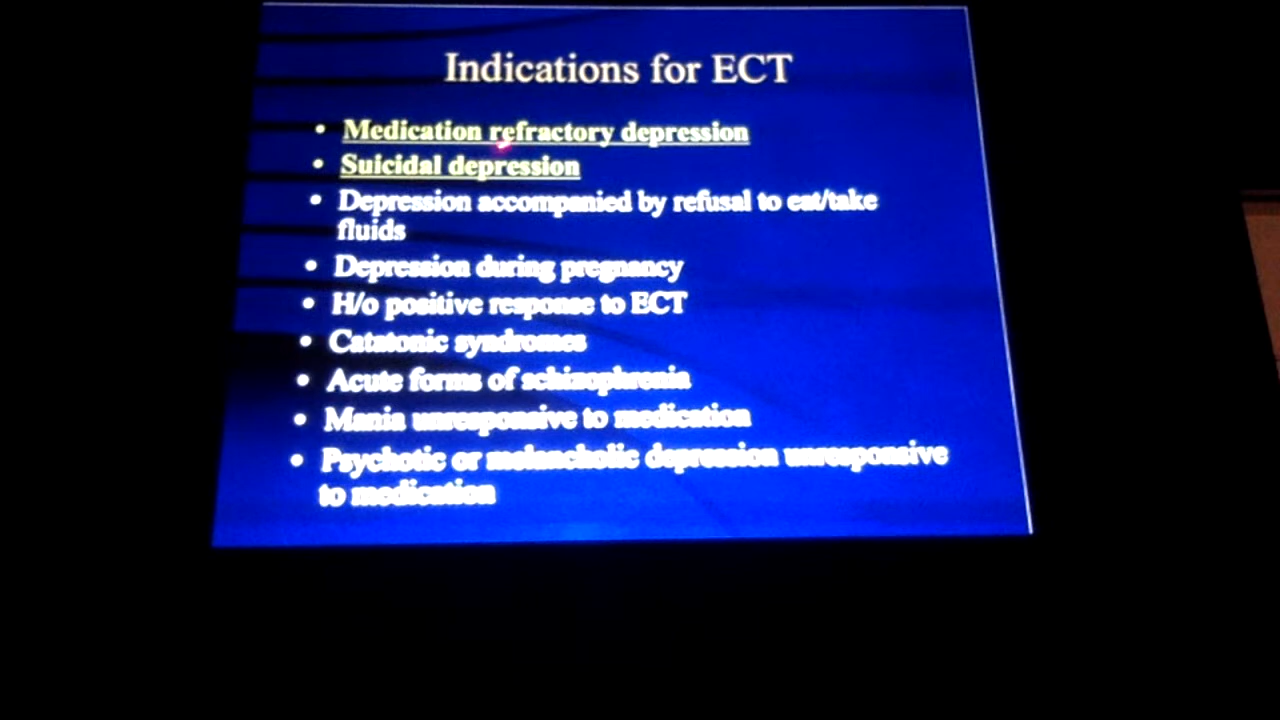 Indications for ECT
• Medication refractory depression
• Suicidal depression
• Depression accompanied by refusal to eat/take
fluids
• Depression during pregnancy
• H/o positive response to ECT
• Catatonic syndromes
• Acute forms of schizophrenia
• Mania unresponsive to medication
• Psychotic or melancholic depression unresponsive
to medication